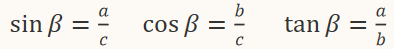 sin β = a/c cos β = b/c tan β = a/b